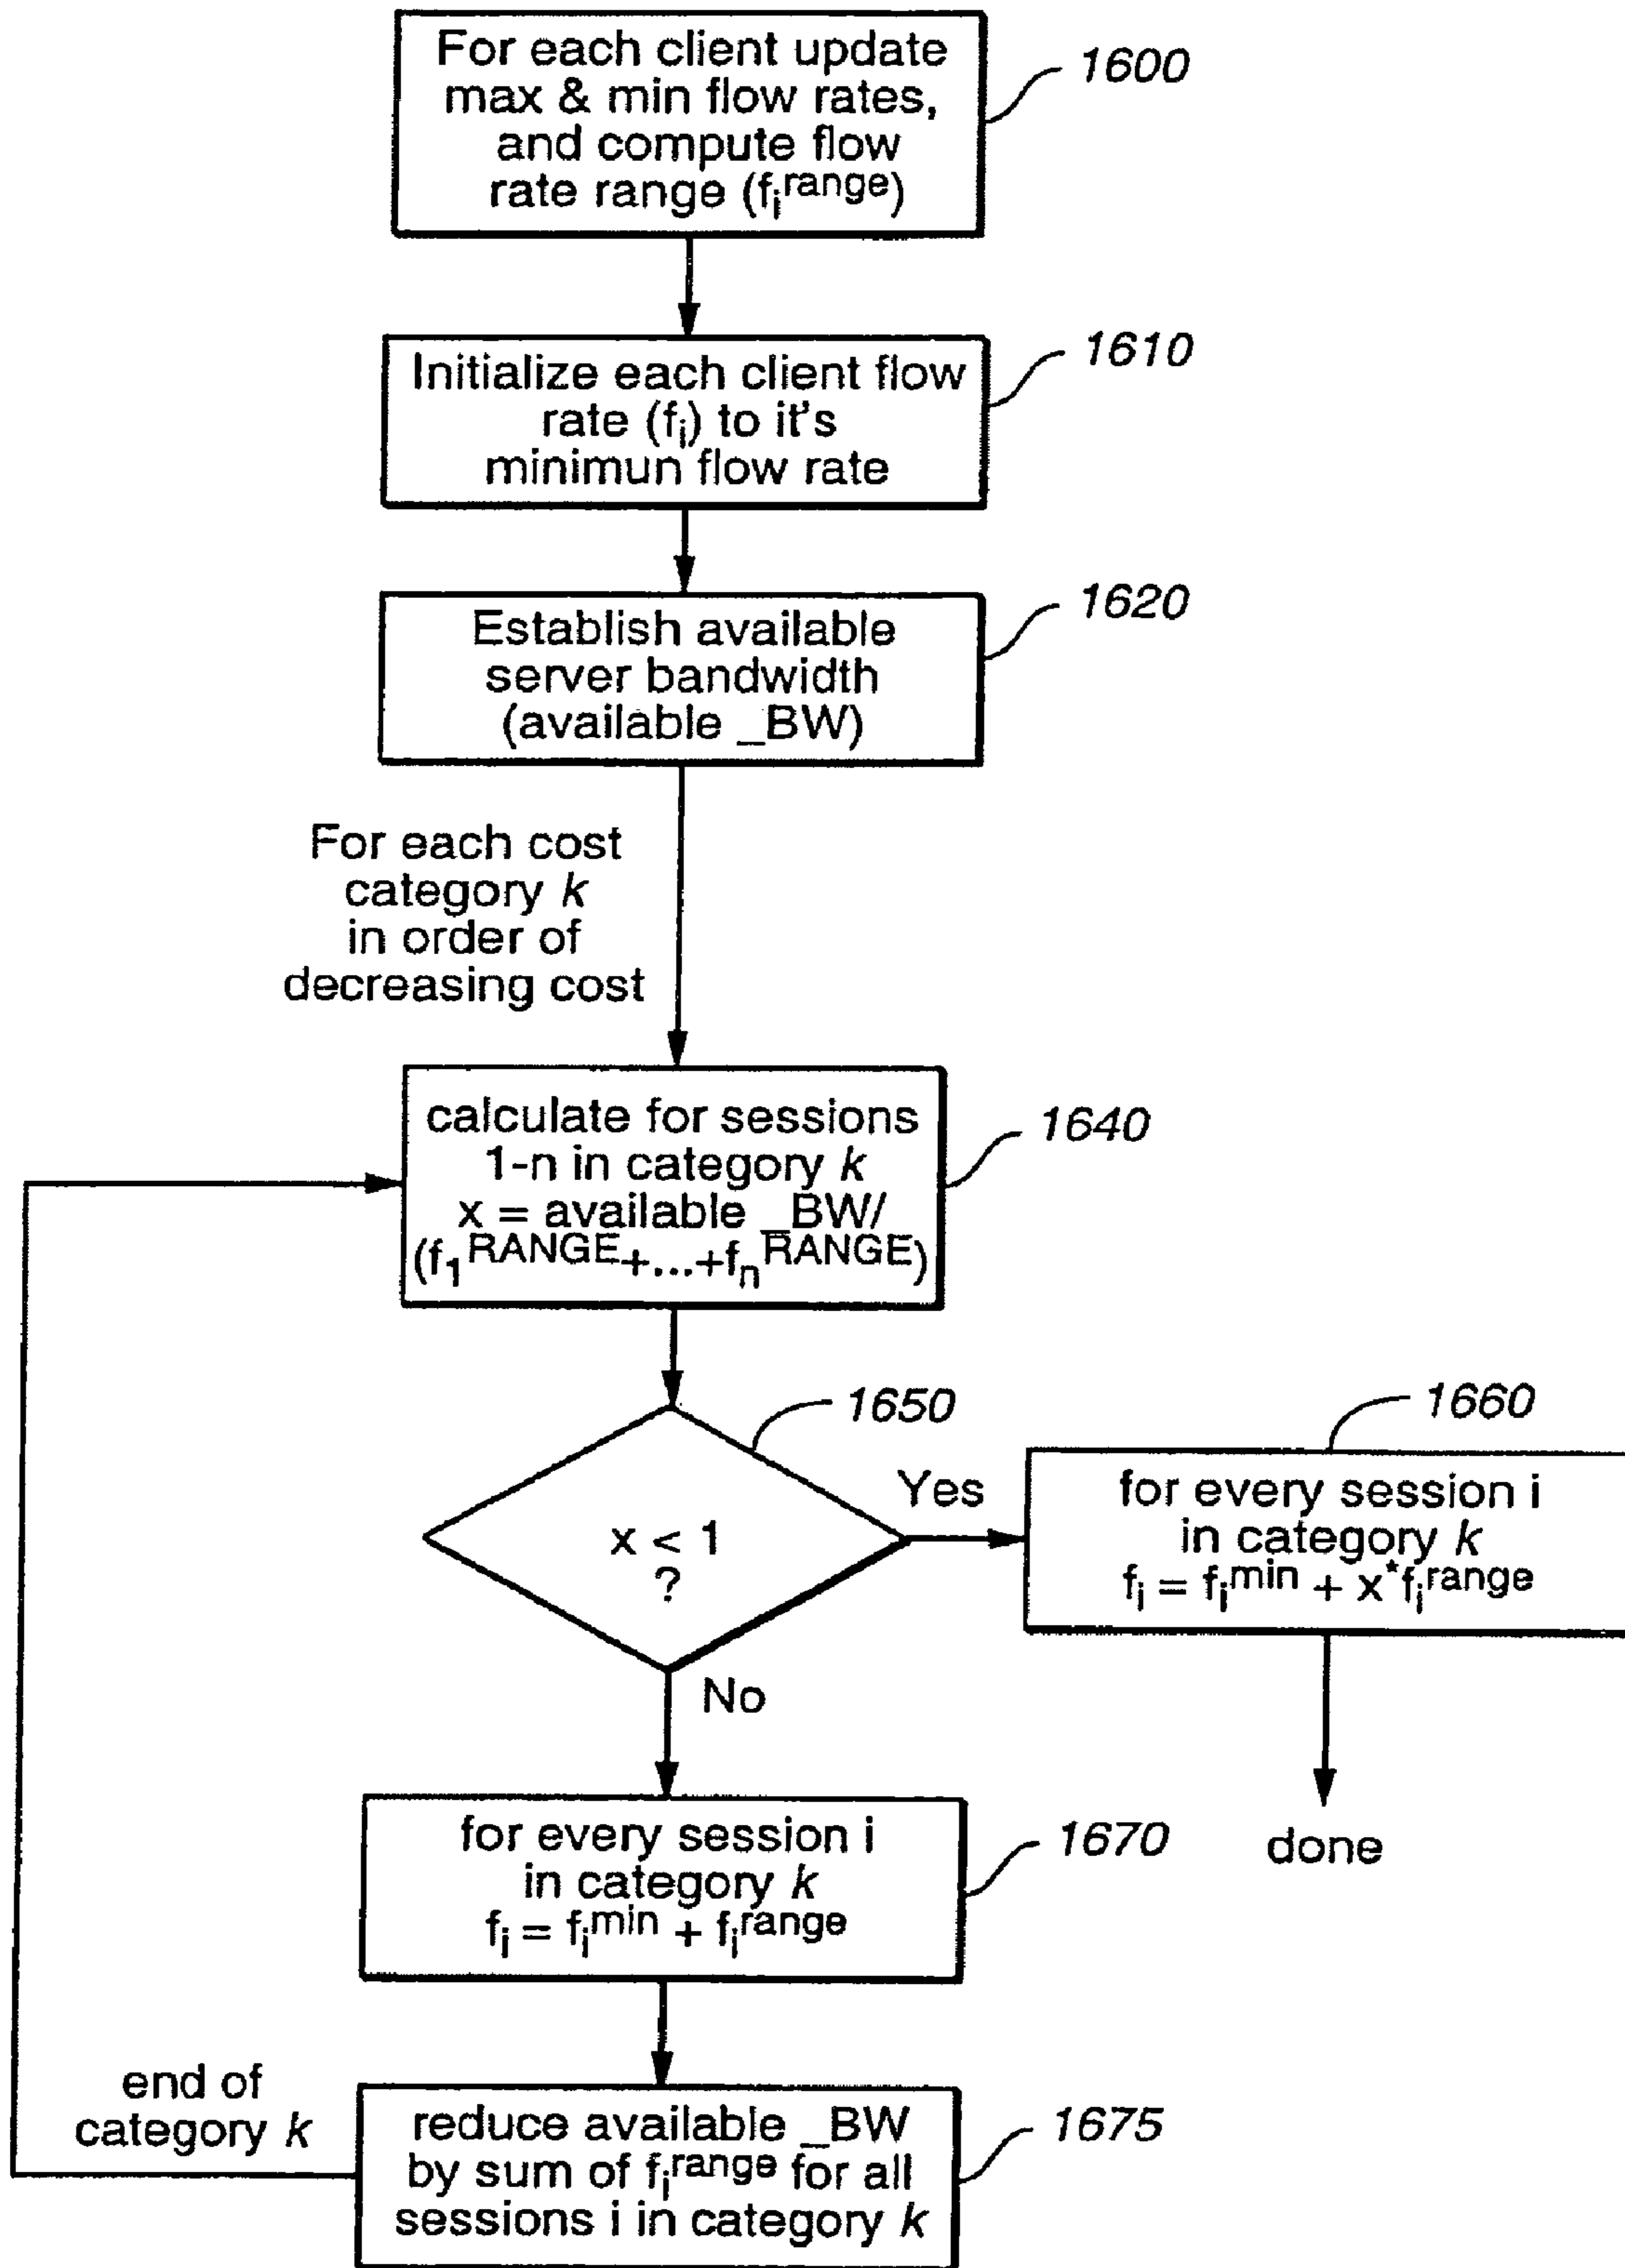 For each client update
max & min flow rates,
and compute flow
rate range (fᵢrange)
1600
Initialize each client flow
rate (fᵢ) to it's
minimun flow rate
1610
Establish available
server bandwidth
(available _BW)
1620
For each cost
category k
in order of
decreasing cost
calculate for sessions
1-n in category k
x = available _BW/
(f₁RANGE+...+fₙRANGE)
1640
1650
x < 1
?
Yes
1660
for every session i
in category k
fᵢ = fᵢmin + x*fᵢrange
done
No
for every session i
in category k
fᵢ = fᵢmin + fᵢrange
1670
end of
category k
reduce available _BW
by sum of fᵢrange for all
sessions i in category k
1675